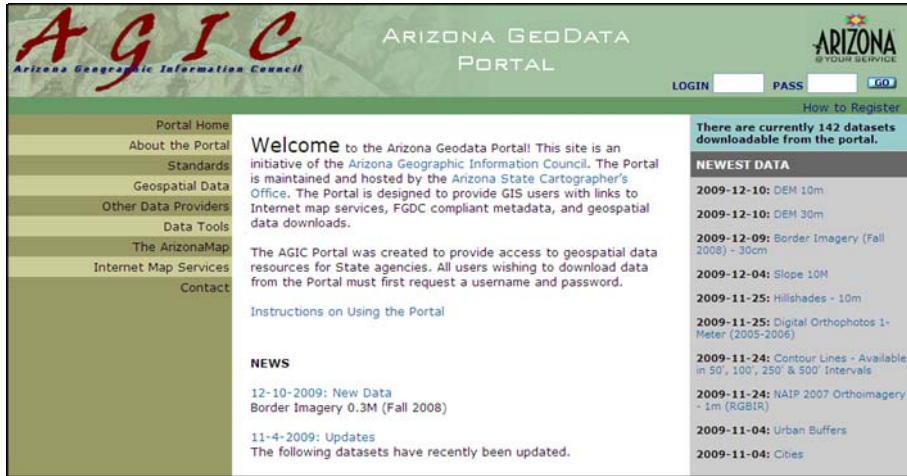 AGIC
Arizona Geographic Information Council
ARIZONA GEODATA
PORTAL
ARIZONA
@YOUR SERVICE
LOGIN PASS GO
How to Register
Portal Home
About the Portal
Standards
Geospatial Data
Other Data Providers
Data Tools
The ArizonaMap
Internet Map Services
Contact
Welcome to the Arizona Geodata Portal! This site is an
initiative of the Arizona Geographic Information Council. The Portal
is maintained and hosted by the Arizona State Cartographer's
Office. The Portal is designed to provide GIS users with links to
Internet map services, FGDC compliant metadata, and geospatial
data downloads.
The AGIC Portal was created to provide access to geospatial data
resources for State agencies. All users wishing to download data
from the Portal must first request a username and password.
Instructions on Using the Portal
NEWS
12-10-2009: New Data
Border Imagery 0.3M (Fall 2008)
11-4-2009: Updates
The following datasets have recently been updated.
There are currently 142 datasets
downloadable from the portal.
NEWEST DATA
2009-12-10: DEM 10m
2009-12-10: DEM 30m
2009-12-09: Border Imagery (Fall
2008) - 30cm
2009-12-04: Slope 10M
2009-11-25: Hillshades - 10m
2009-11-25: Digital Orthophotos 1-
Meter (2005-2006)
2009-11-24: Contour Lines - Available
in 50', 100', 250' & 500' Intervals
2009-11-24: NAIP 2007 Orthoimagery
- 1m (RGBIR)
2009-11-04: Urban Buffers
2009-11-04: Cities